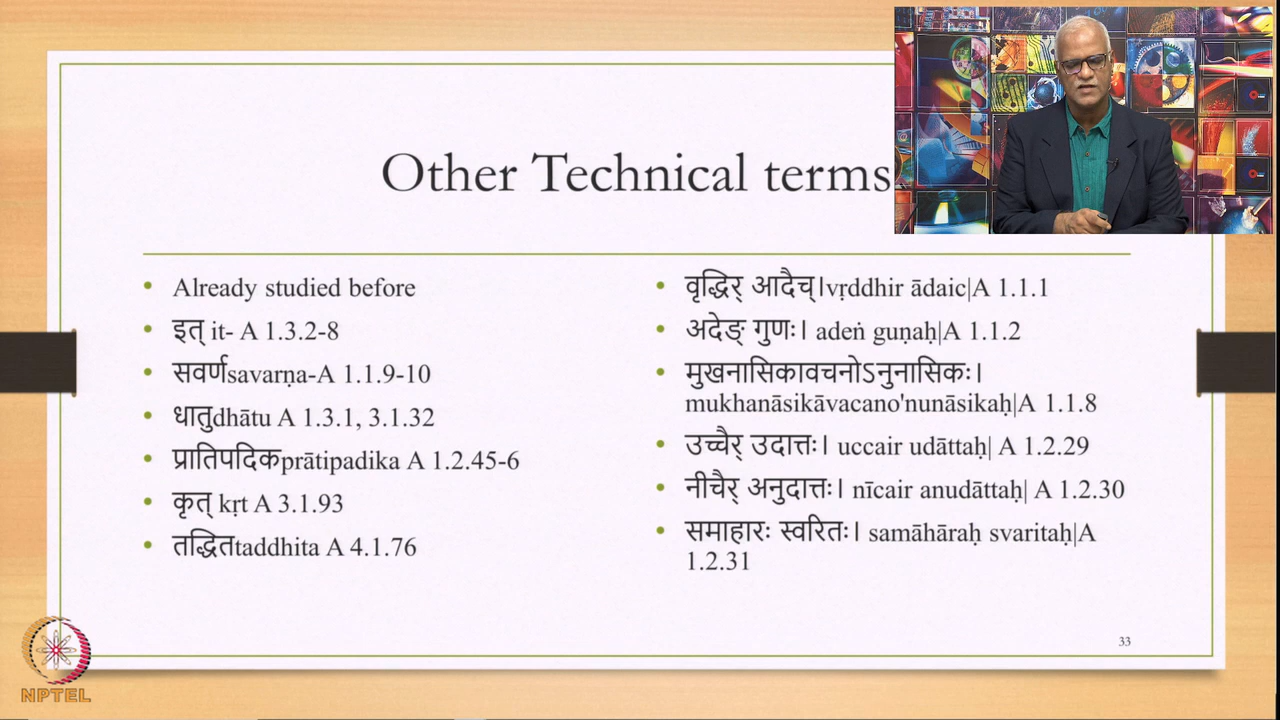 Other Technical terms
Already studied before
इत् it- A 1.3.2-8
सवर्णsavarṇa-A 1.1.9-10
धातुdhātu A 1.3.1, 3.1.32
प्रातिपदिकprātipadika A 1.2.45-6
कृत् kṛt A 3.1.93
तद्धितtaddhita A 4.1.76
वृद्धिर् आदैच्।vṛddhir ādaic|A 1.1.1
अदेङ् गुणः। adeṅ guṇaḥ|A 1.1.2
मुखनासिकावचनोऽनुनासिकः।
mukhanāsikāvacano'nunāsikaḥ|A 1.1.8
उच्चैर् उदात्तः। uccair udāttaḥ| A 1.2.29
नीचैर् अनुदात्तः। nīcair anudāttaḥ| A 1.2.30
समाहारः स्वरितः। samāhāraḥ svaritaḥ|A
1.2.31
33
NPTEL